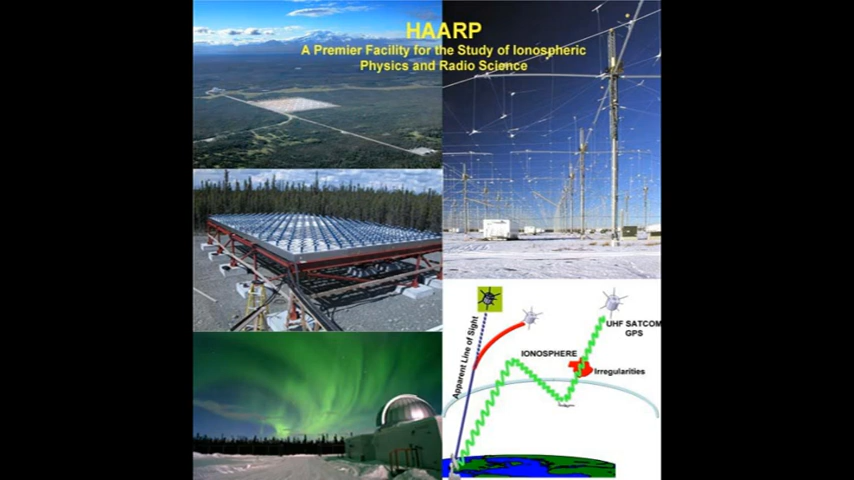 HAARP
A Premier Facility for the Study of Ionospheric
Physics and Radio Science
Apparent Line of Sight
UHF SATCOM
GPS
IONOSPHERE
Irregularities